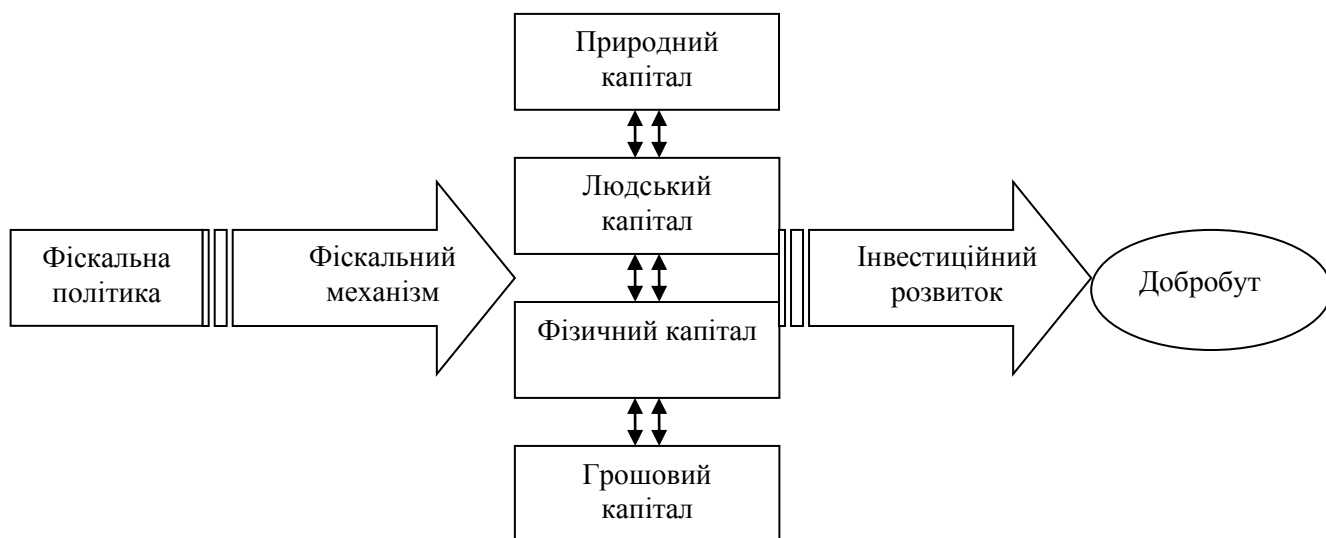 Природний
капітал
Людський
капітал
Фіскальна
політика
Фіскальний
механізм
Фізичний капітал
Інвестиційний
розвиток
Добробут
Грошовий
капітал